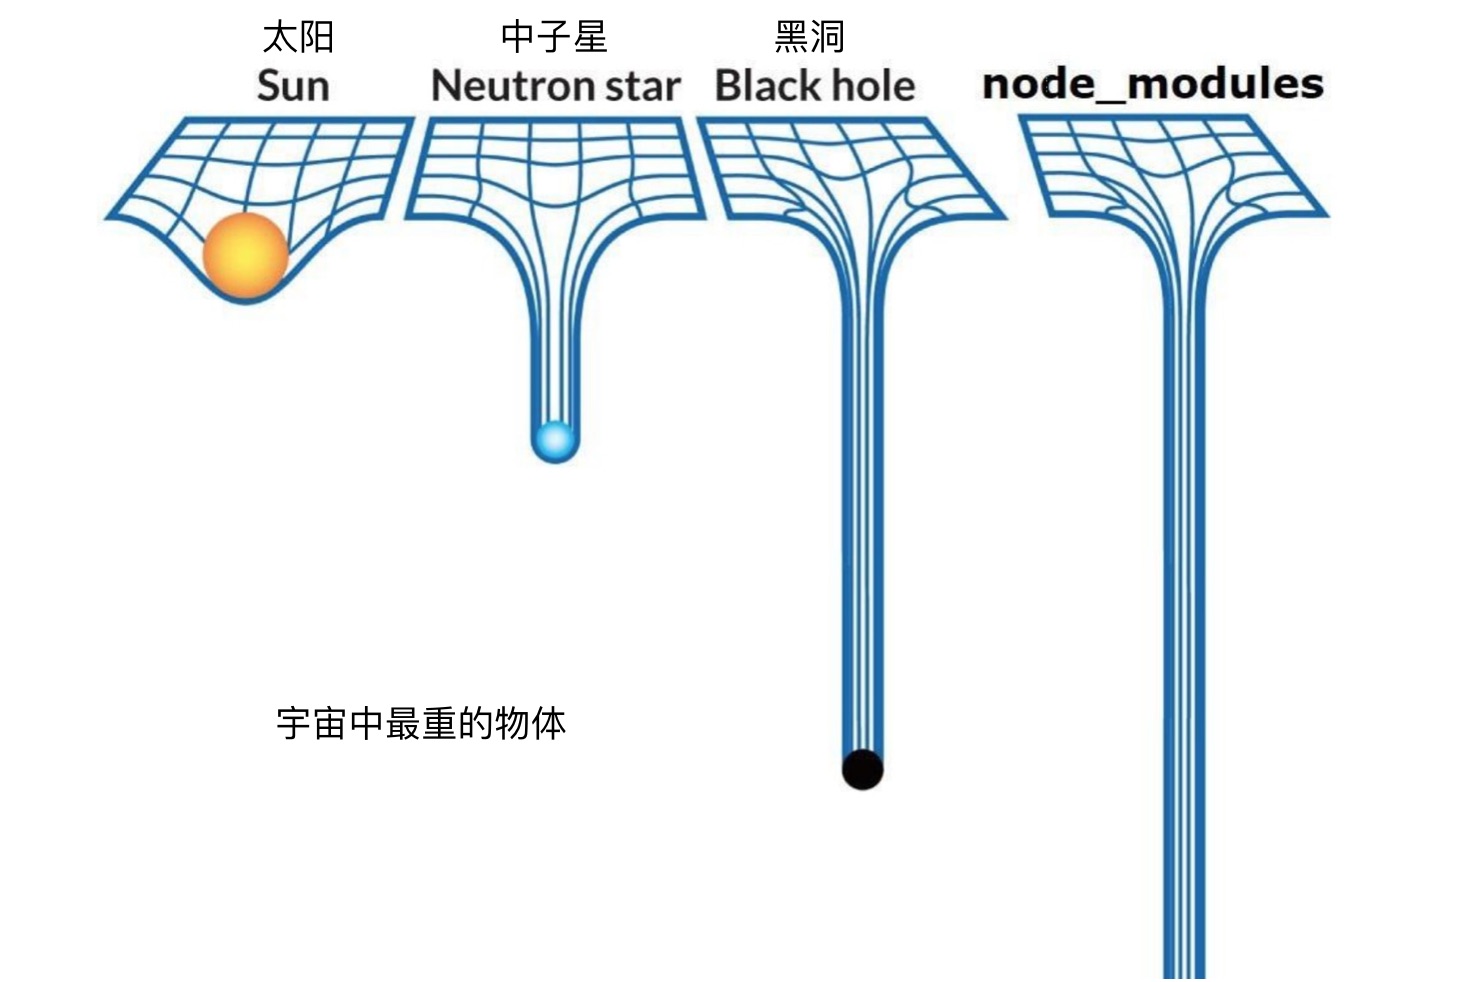 太阳
中子星
黑洞
Sun
Neutron star
Black hole
node_modules
宇宙中最重的物体